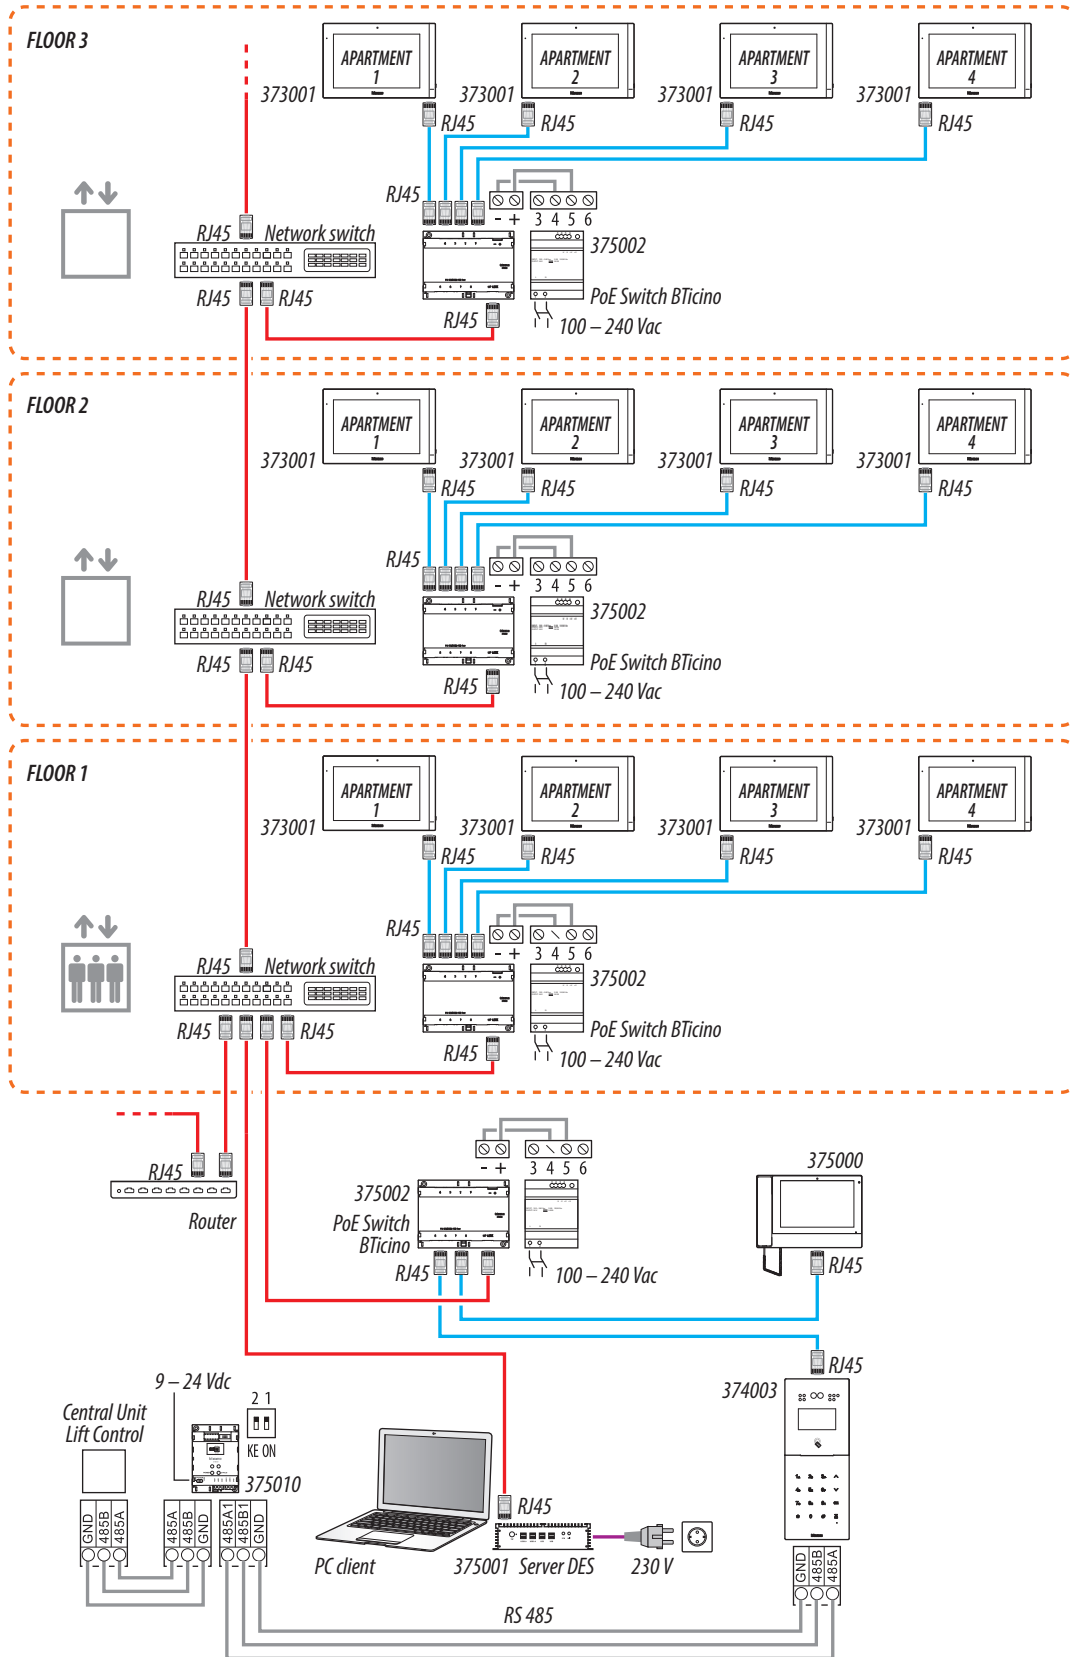 FLOOR 3
APARTMENT 1
APARTMENT 2
APARTMENT 3
APARTMENT 4
373001
373001
373001
373001
RJ45
RJ45
RJ45
RJ45
RJ45
- + 3 4 5 6
RJ45
Network switch
375002
RJ45
RJ45
PoE Switch BTicino
RJ45
100 – 240 Vac
FLOOR 2
APARTMENT 1
APARTMENT 2
APARTMENT 3
APARTMENT 4
373001
373001
373001
373001
RJ45
RJ45
RJ45
RJ45
RJ45
- + 3 4 5 6
RJ45
Network switch
375002
RJ45
RJ45
PoE Switch BTicino
RJ45
100 – 240 Vac
FLOOR 1
APARTMENT 1
APARTMENT 2
APARTMENT 3
APARTMENT 4
373001
373001
373001
373001
RJ45
RJ45
RJ45
RJ45
RJ45
- + 3 4 5 6
RJ45
Network switch
375002
RJ45
RJ45
PoE Switch BTicino
RJ45
100 – 240 Vac
RJ45
Router
- + 3 4 5 6
375002
PoE Switch
BTicino
RJ45
100 – 240 Vac
375000
RJ45
RJ45
374003
9 – 24 Vdc
2 1
KE ON
Central Unit
Lift Control
375010
GND
485B
485A
485A
485B
GND
485A1
485B1
GND
PC client
RJ45
375001 Server DES
230 V
GND
485B
485A
RS 485